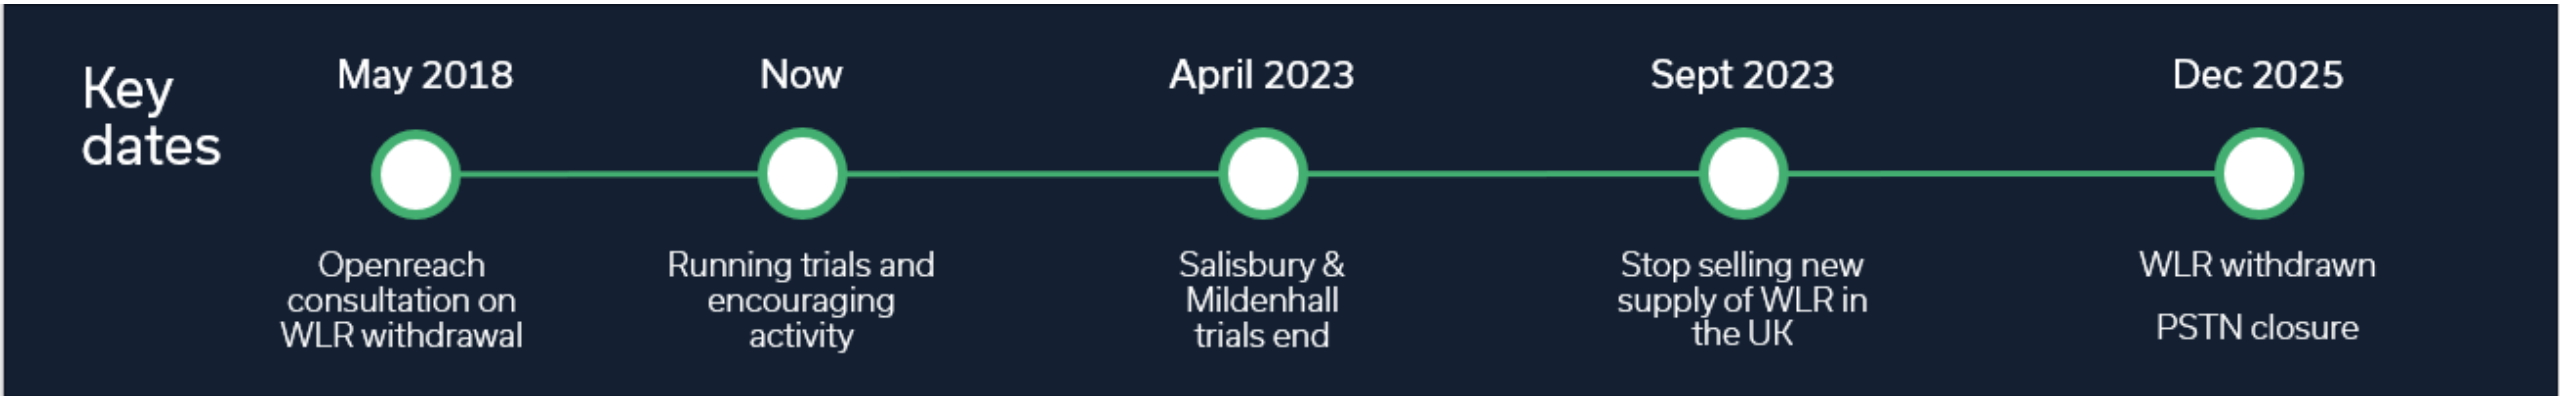 Key
dates
May 2018
Openreach
consultation on
WLR withdrawal
Now
Running trials and
encouraging
activity
April 2023
Salisbury &
Mildenhall
trials end
Sept 2023
Stop selling new
supply of WLR in
the UK
Dec 2025
WLR withdrawn
PSTN closure